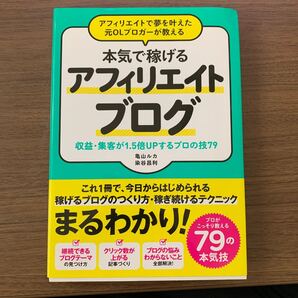 アフィリエイトで夢を叶えた
元OLブロガーが教える
本気で稼げる
アフィリエイト
ブログ
収益・集客が1.5倍UPするプロの技79
亀山ルカ
染谷昌利
これ1冊で、今日からはじめられる
稼げるブログのつくり方・稼ぎ続けるテクニック
まるわかり!
プロが
こっそり教える
79の
本気技
継続できる
ブログテーマ
の見つけ方
クリック数が
上がる
記事づくり
ブログの悩み
わからないこと
全部解決!